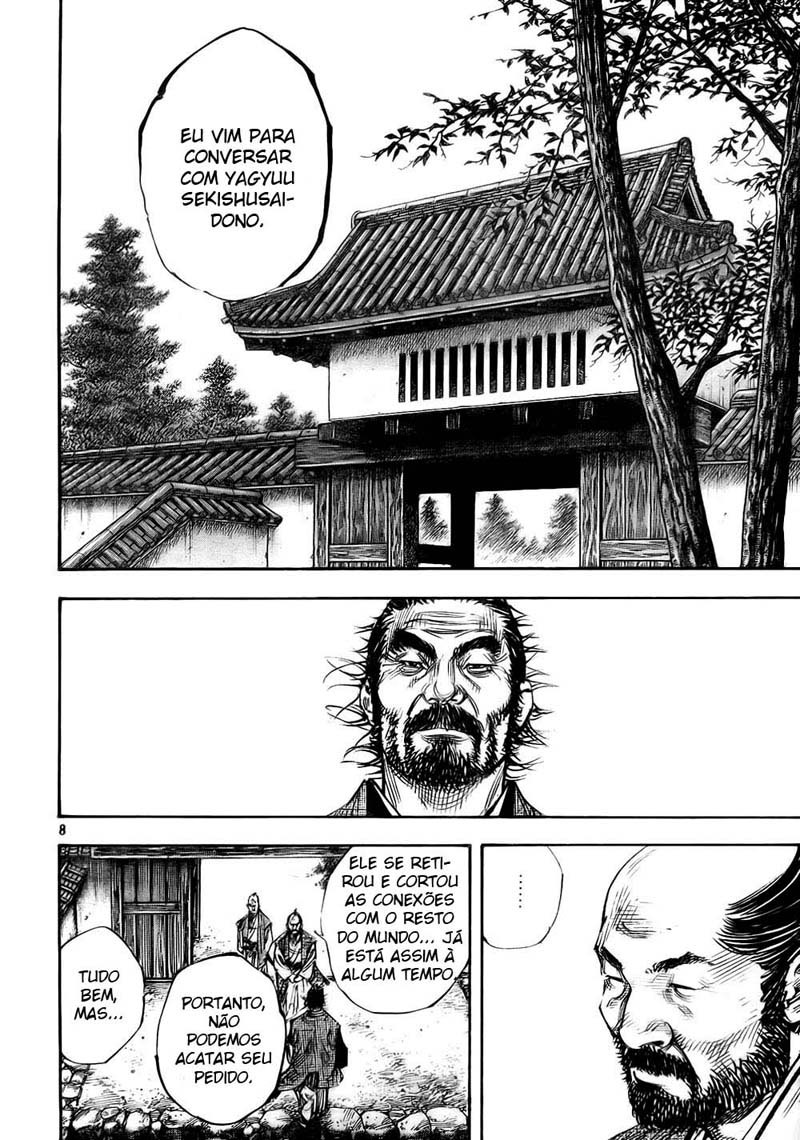 EU VIM PARA
CONVERSAR
COM YAGYUU
SEKISHUSAI-
DONO.
8
.......
ELE SE RETI-
ROU E CORTOU
AS CONEXÕES
COM O RESTO
DO MUNDO... JÁ
ESTÁ ASSIM À
ALGUM TEMPO.
PORTANTO,
NÃO
PODEMOS
ACATAR SEU
PEDIDO.
TUDO
BEM,
MAS...